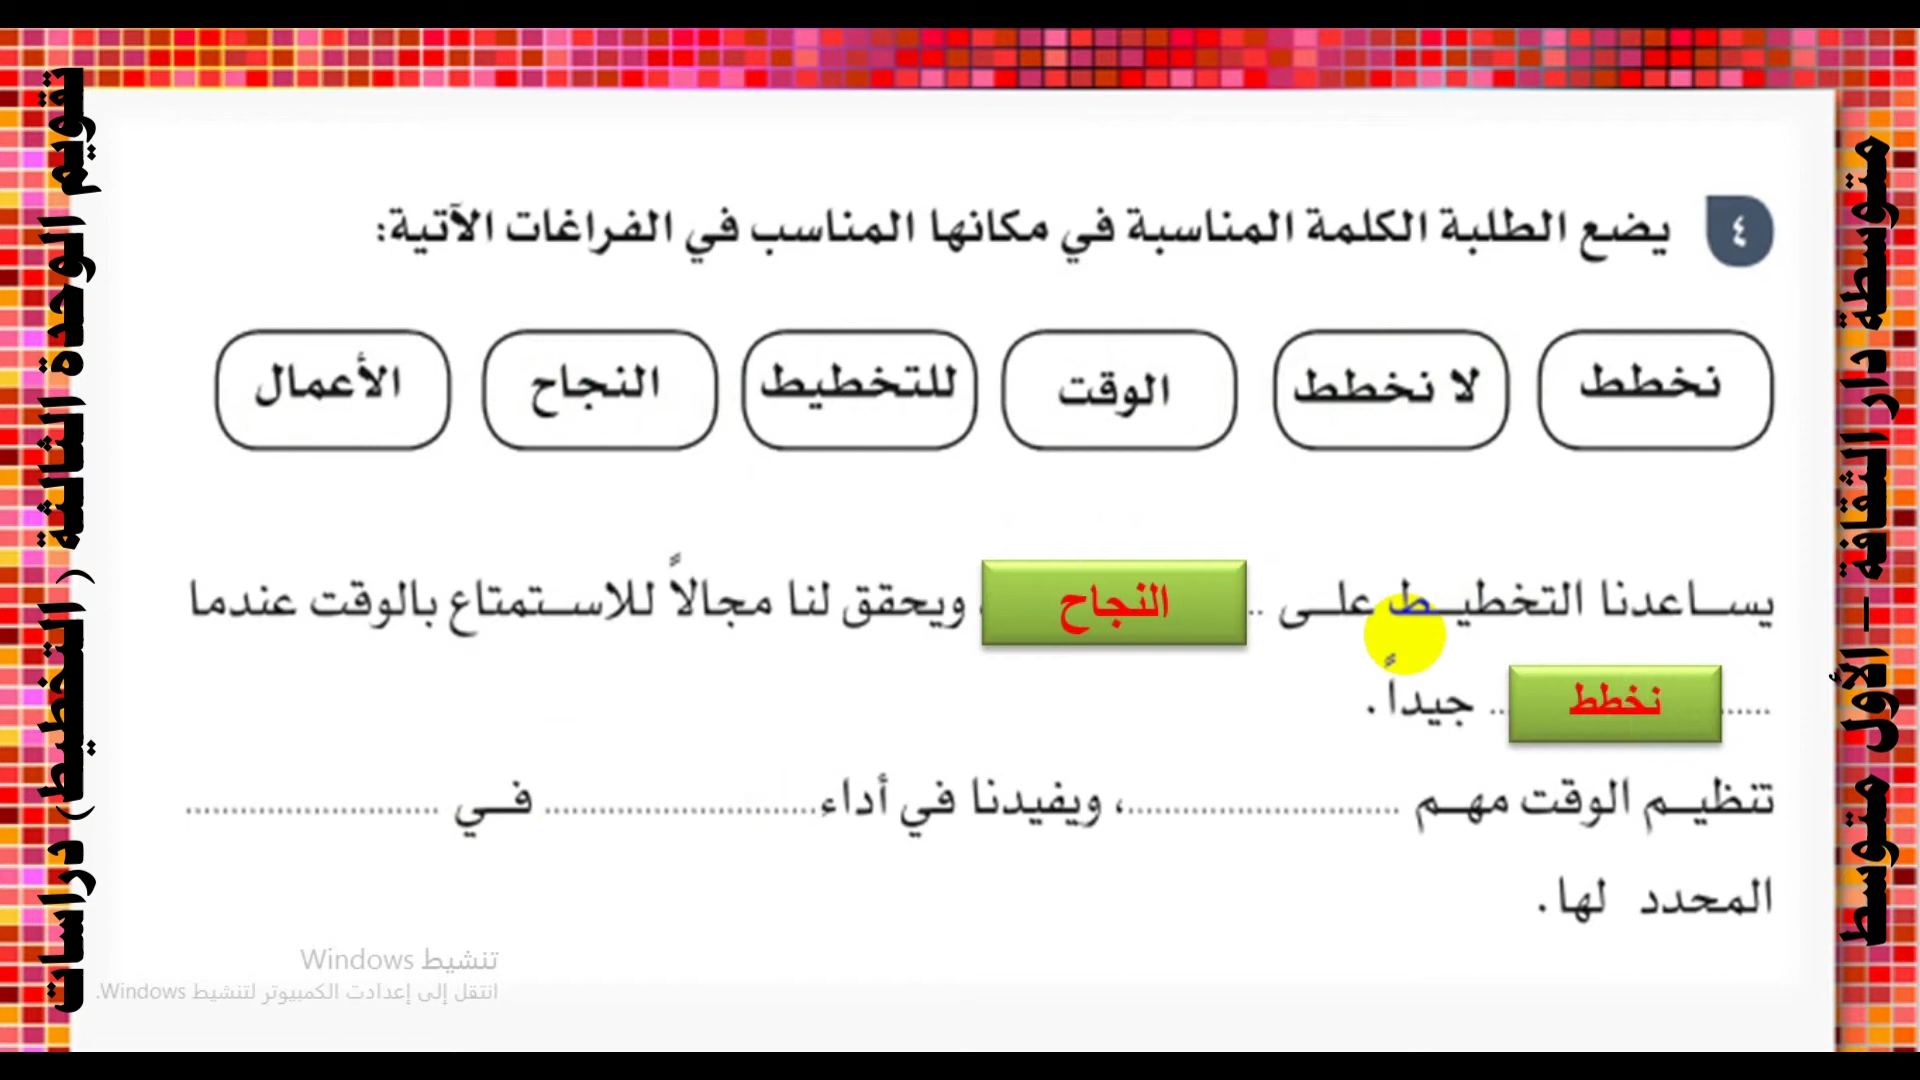 ٤ يضع الطلبة الكلمة المناسبة في مكانها المناسب في الفراغات الآتية:
نخطط لا نخطط الوقت للتخطيط النجاح الأعمال
يساعدنا التخطيط على .. النجاح ، ويحقق لنا مجالاً للاستمتاع بالوقت عندما
...... نخطط .. جيداً .
تنظيم الوقت مهم ..........................، ويفيدنا في أداء .......................... في ..........................
المحدد لها .
متوسطة دار الثقافة – الأول متوسط
تقويم الوحدة الثالثة ( التخطيط) دراسات
تنشيط Windows
انتقل إلى إعدادت الكمبيوتر لتنشيط Windows.